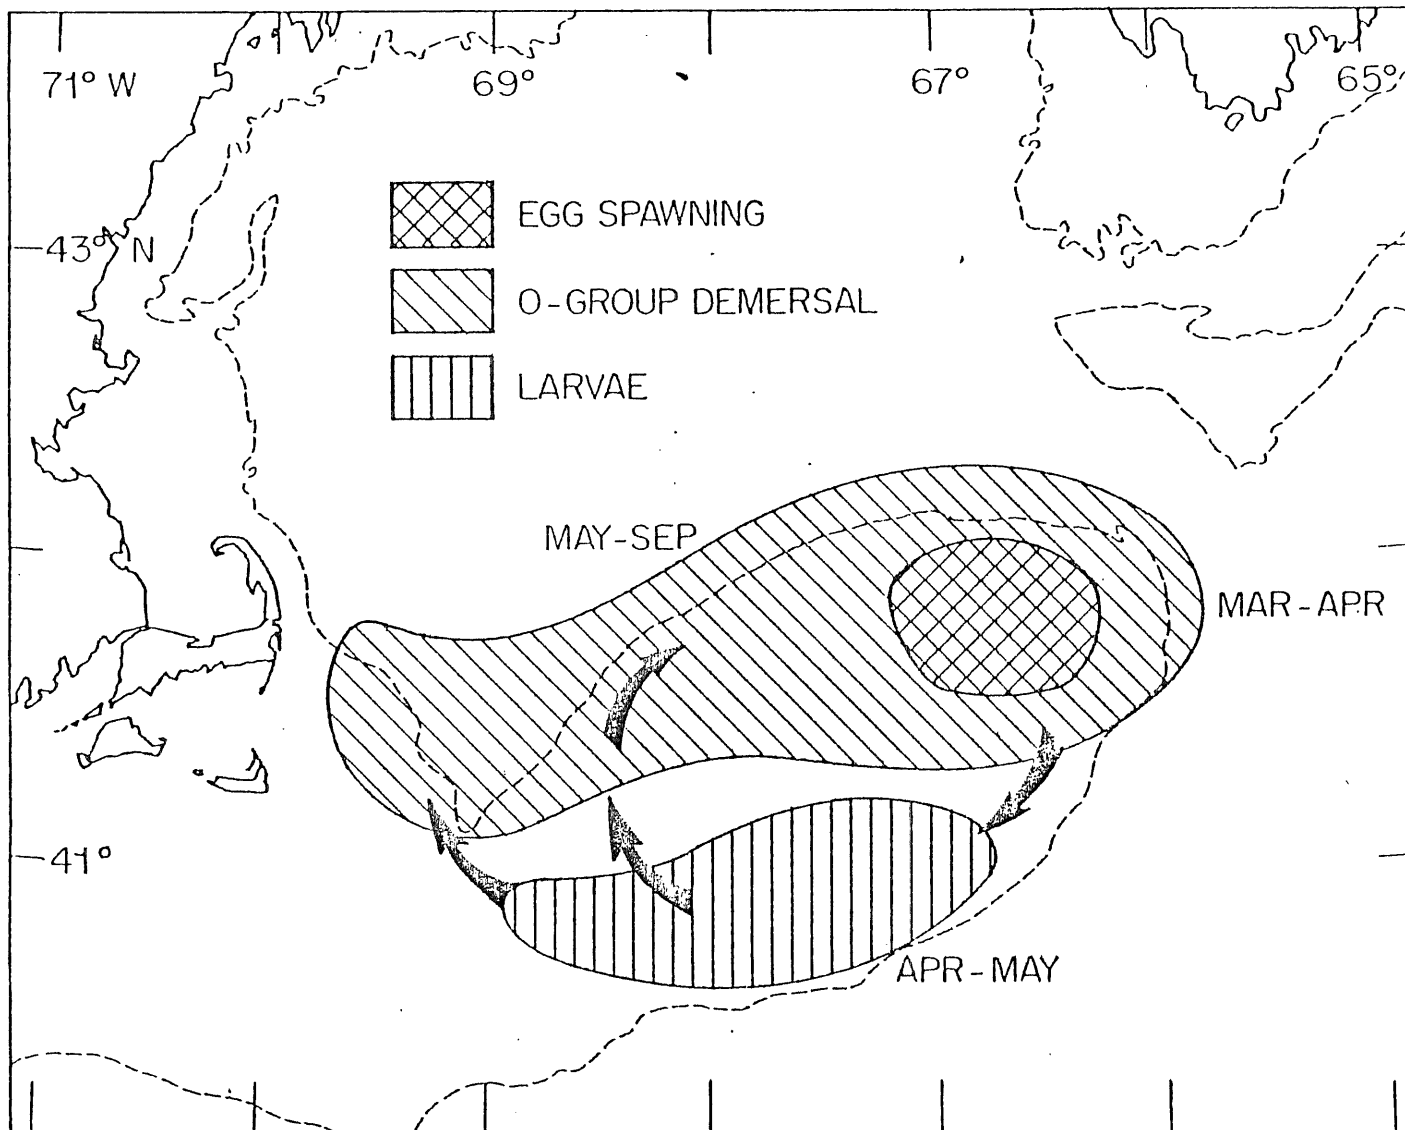 71° W
69°
67°
65°
EGG SPAWNING
43° N
O-GROUP DEMERSAL
LARVAE
MAY-SEP
MAR-APR
41°
APR-MAY